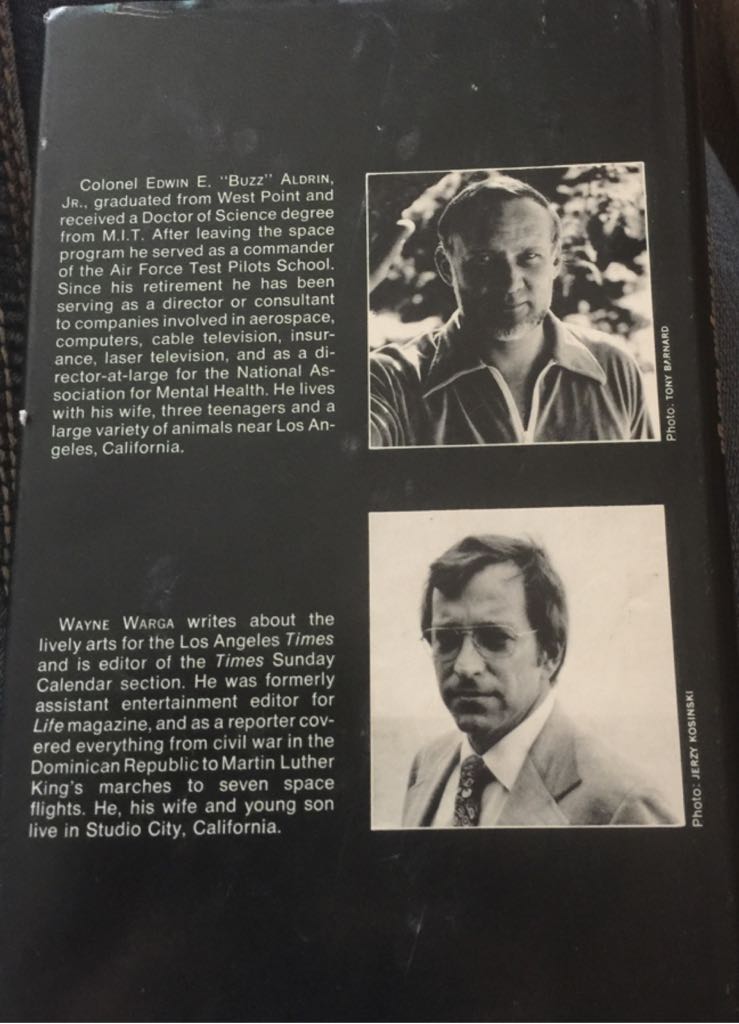 Colonel EDWIN E. "BUZZ" ALDRIN,
JR., graduated from West Point and
received a Doctor of Science degree
from M.I.T. After leaving the space
program he served as a commander
of the Air Force Test Pilots School.
Since his retirement he has been
serving as a director or consultant
to companies involved in aerospace,
computers, cable television, insur-
ance, laser television, and as a di-
rector-at-large for the National As-
sociation for Mental Health. He lives
with his wife, three teenagers and a
large variety of animals near Los An-
geles, California.
Photo: TONY BARNARD
WAYNE WARGA writes about the
lively arts for the Los Angeles Times
and is editor of the Times Sunday
Calendar section. He was formerly
assistant entertainment editor for
Life magazine, and as a reporter cov-
ered everything from civil war in the
Dominican Republic to Martin Luther
King's marches to seven space
flights. He, his wife and young son
live in Studio City, California.
Photo: JERZY KOSINSKI